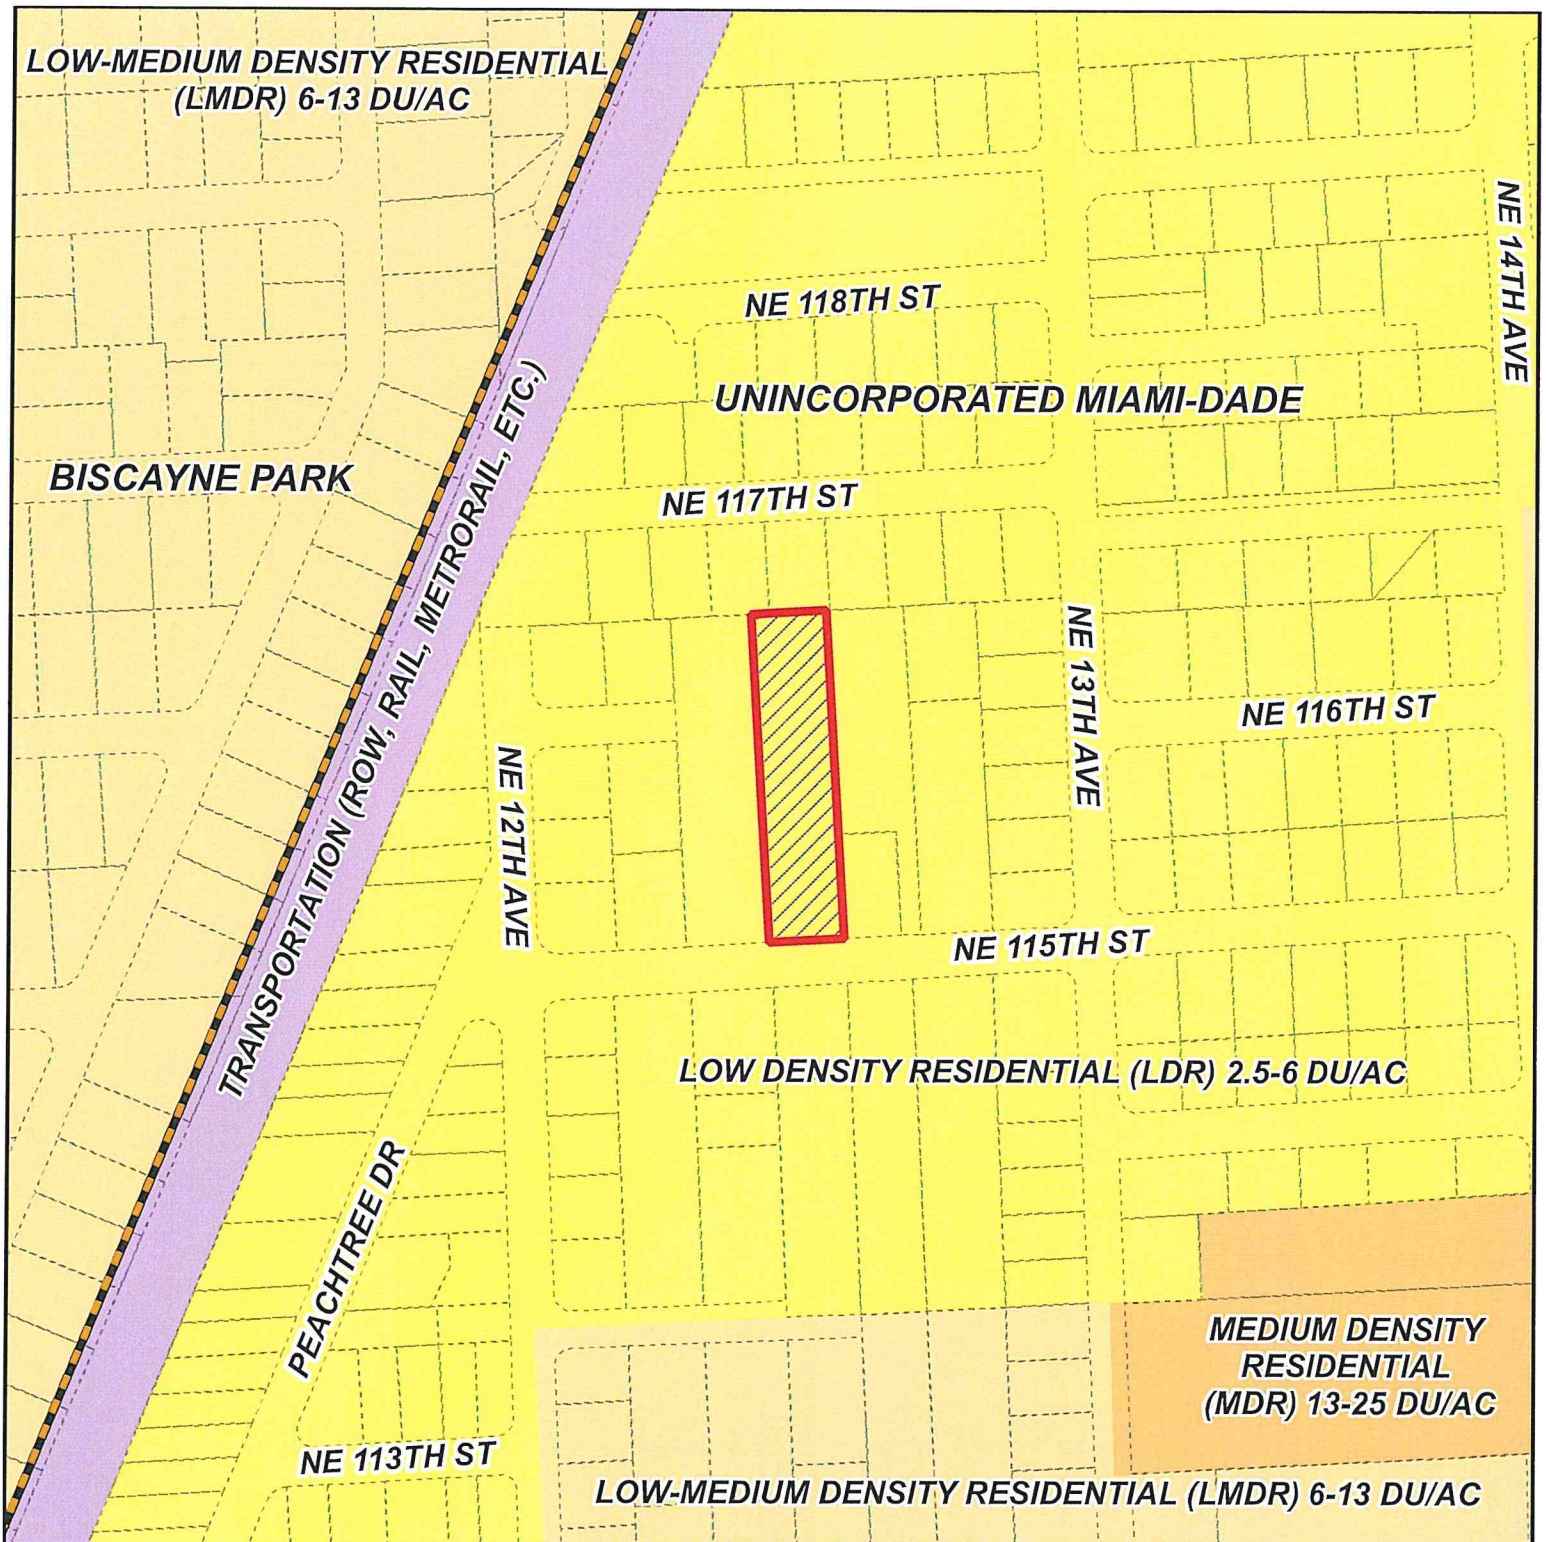 LOW-MEDIUM DENSITY RESIDENTIAL
(LMDR) 6-13 DU/AC
NE 14TH AVE
NE 118TH ST
UNINCORPORATED MIAMI-DADE
BISCAYNE PARK
NE 117TH ST
TRANSPORTATION (ROW, RAIL, METRORAIL, ETC.)
NE 13TH AVE
NE 116TH ST
NE 12TH AVE
NE 115TH ST
LOW DENSITY RESIDENTIAL (LDR) 2.5-6 DU/AC
PEACHTREE DR
MEDIUM DENSITY
RESIDENTIAL
(MDR) 13-25 DU/AC
NE 113TH ST
LOW-MEDIUM DENSITY RESIDENTIAL (LMDR) 6-13 DU/AC